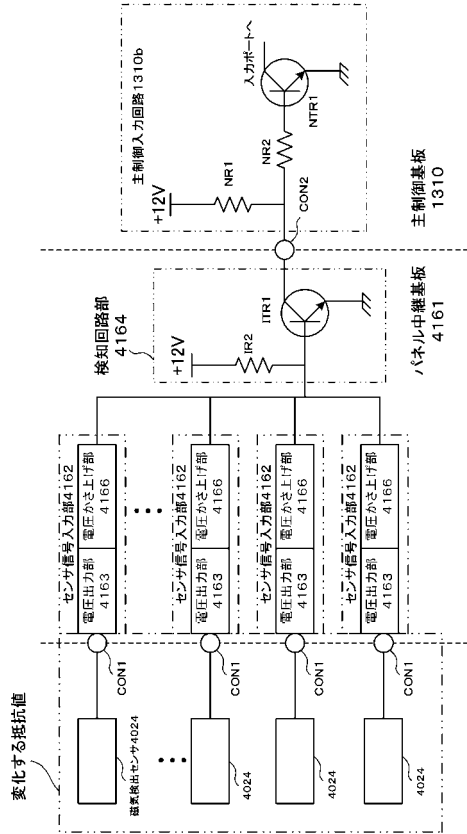 変化する抵抗値
磁気検出センサ4024
CON1
センサ信号入力部4162
電圧出力部
4163
電圧かさ上げ部
4166
4024
CON1
センサ信号入力部4162
電圧出力部
4163
電圧かさ上げ部
4166
4024
CON1
センサ信号入力部4162
電圧出力部
4163
電圧かさ上げ部
4166
4024
CON1
センサ信号入力部4162
電圧出力部
4163
電圧かさ上げ部
4166
検知回路部
4164
+12V
IR2
ITR1
パネル中継基板
4161
CON2
主制御入力回路1310b
+12V
NR1
NR2
NTR1
入力ポートへ
主制御基板
1310